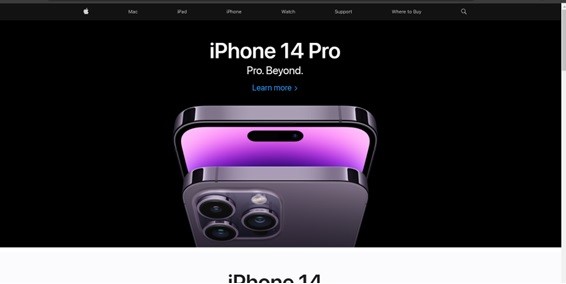 Mac iPad iPhone Watch Support Where to Buy
iPhone 14 Pro
Pro. Beyond.
Learn more >
iPhone 14